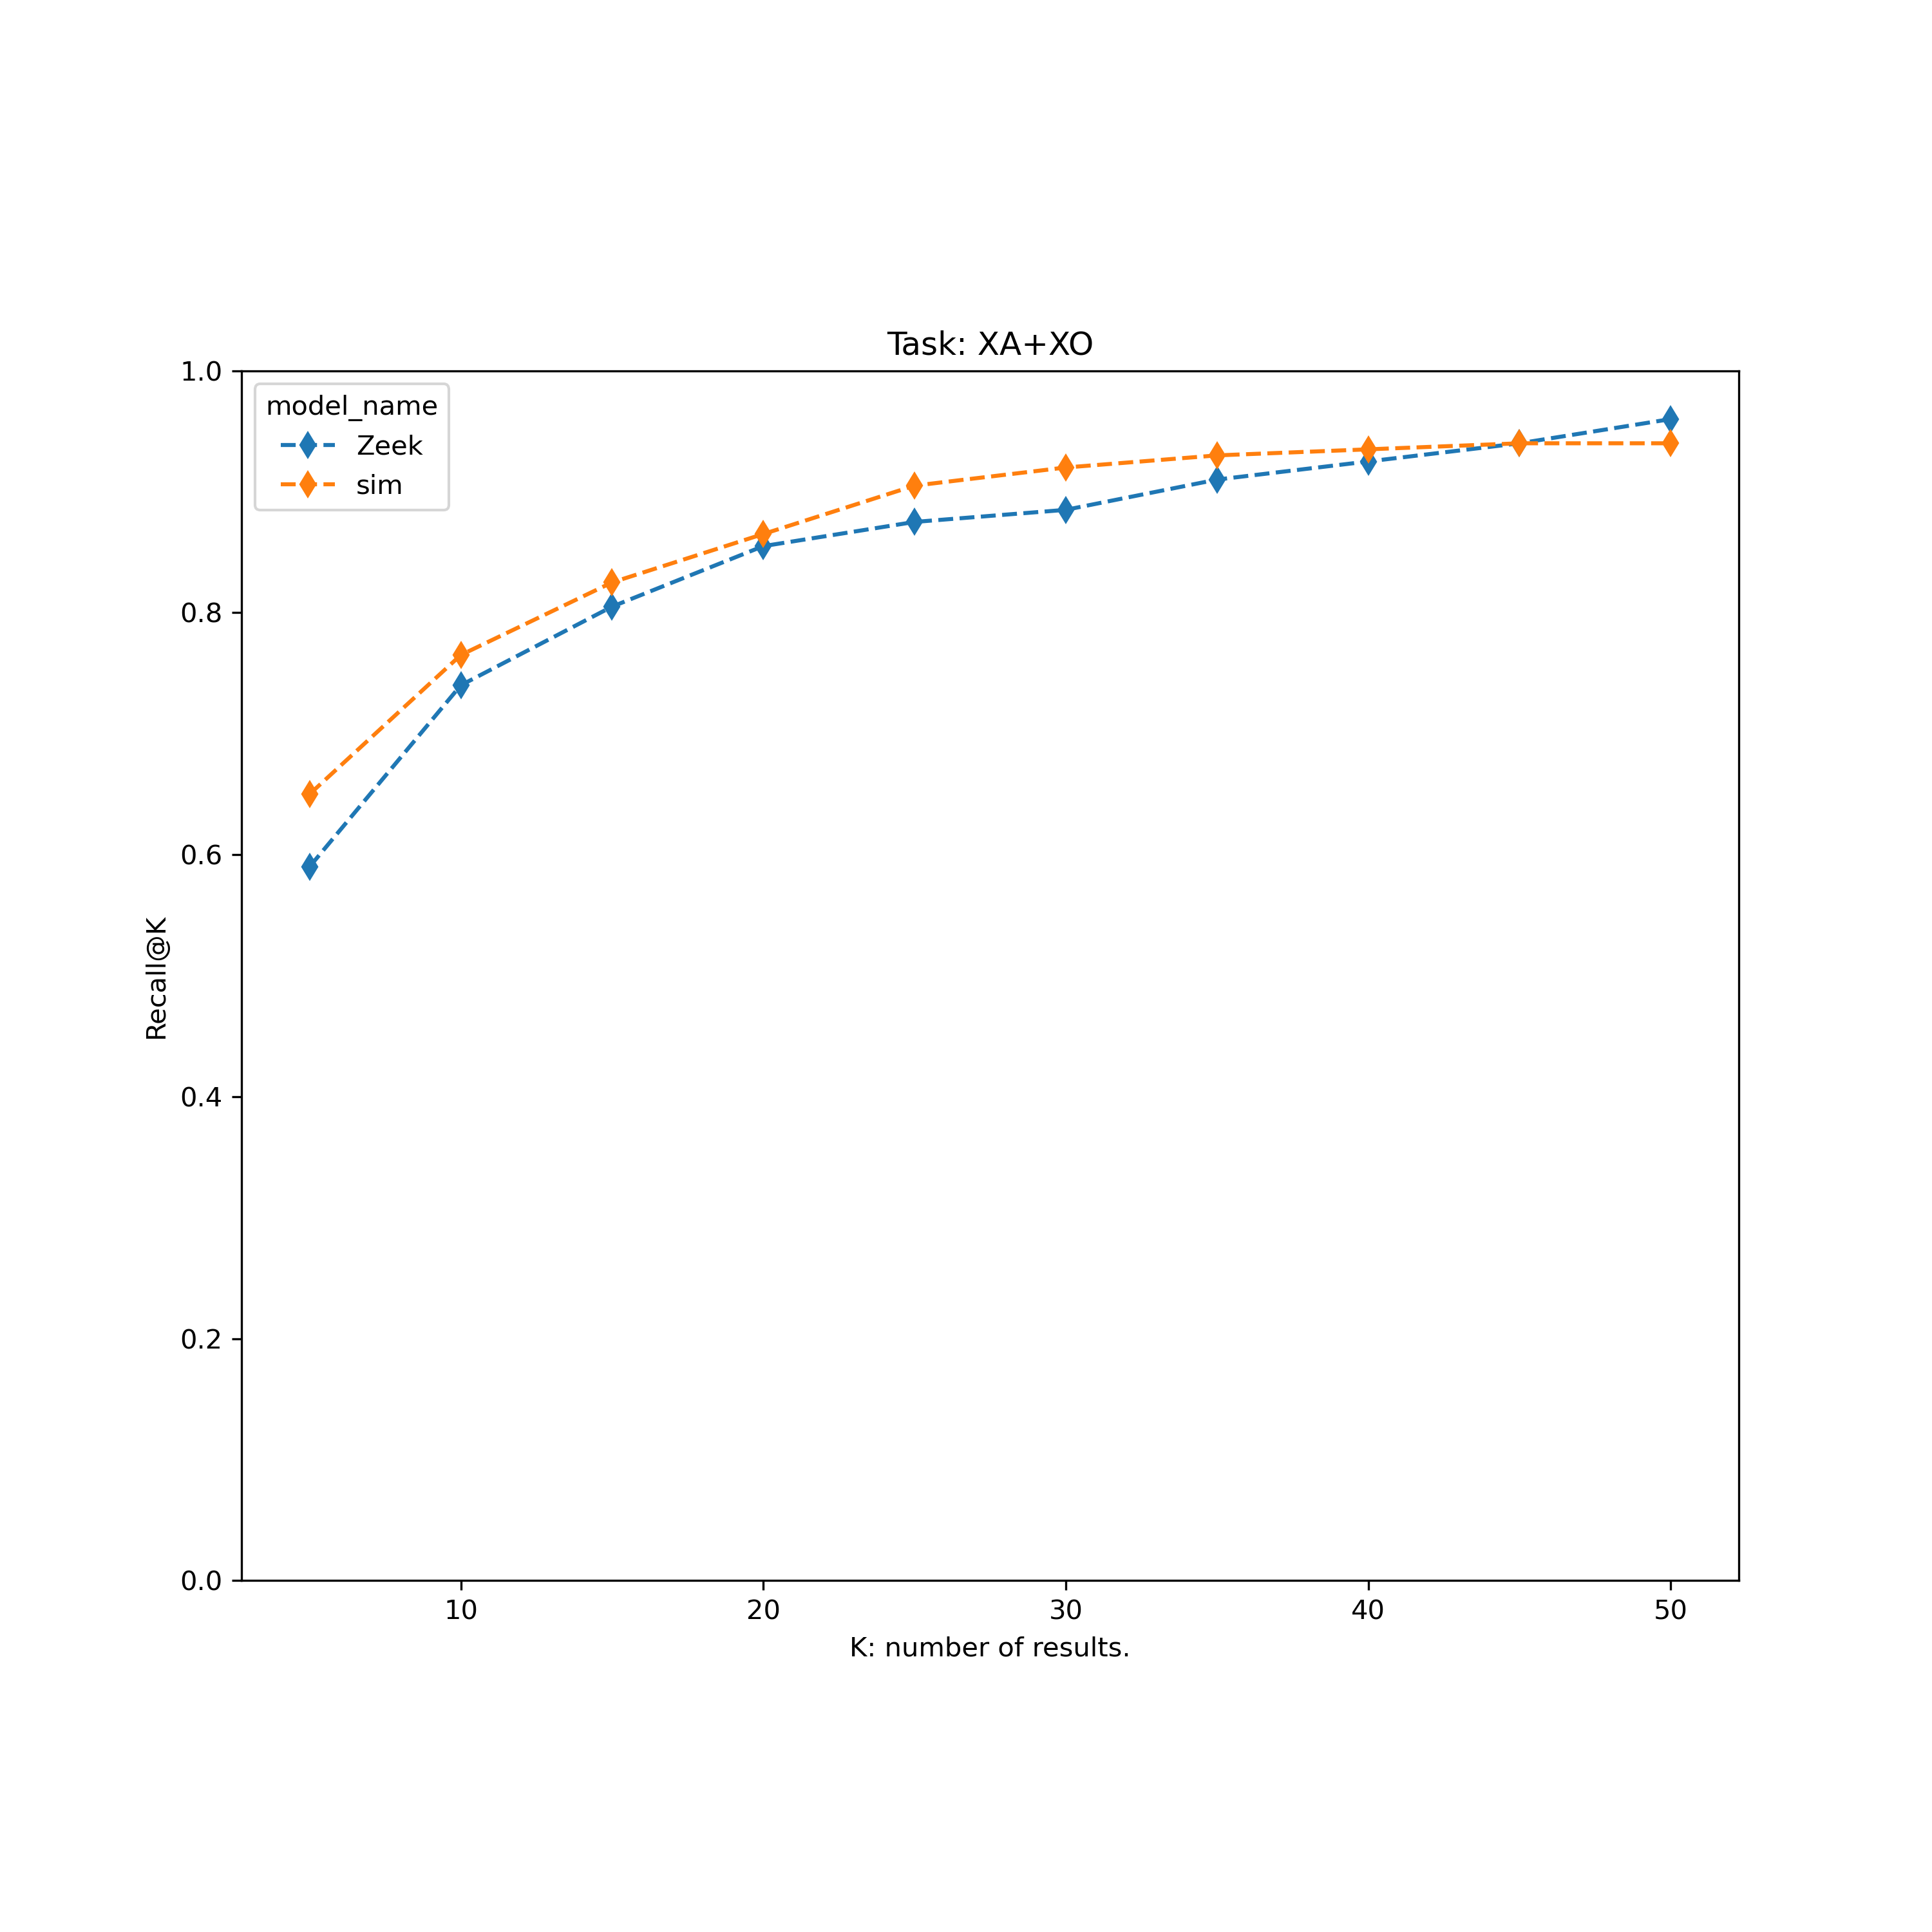 Task: XA+XO
model_name
Zeek
sim
Recall@K
1.0
0.8
0.6
0.4
0.2
0.0
10 20 30 40 50
K: number of results.